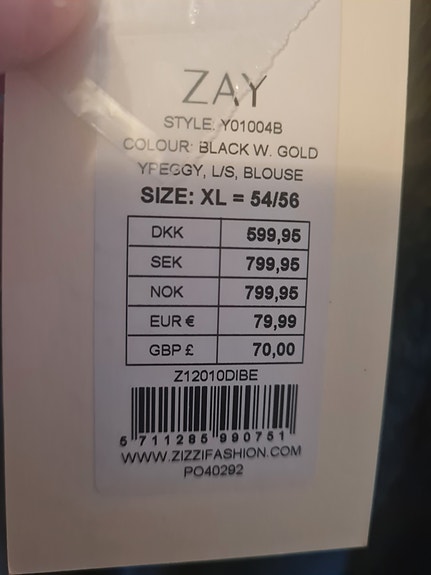 ZAY
STYLE. Y01004B
COLOUR: BLACK W. GOLD
YPEGGY, L/S, BLOUSE
SIZE: XL = 54/56
DKK 599,95
SEK 799,95
NOK 799,95
EUR € 79,99
GBP £ 70,00
Z12010DIBE
5 711285 990751
WWW.ZIZZIFASHION.COM
PO40292